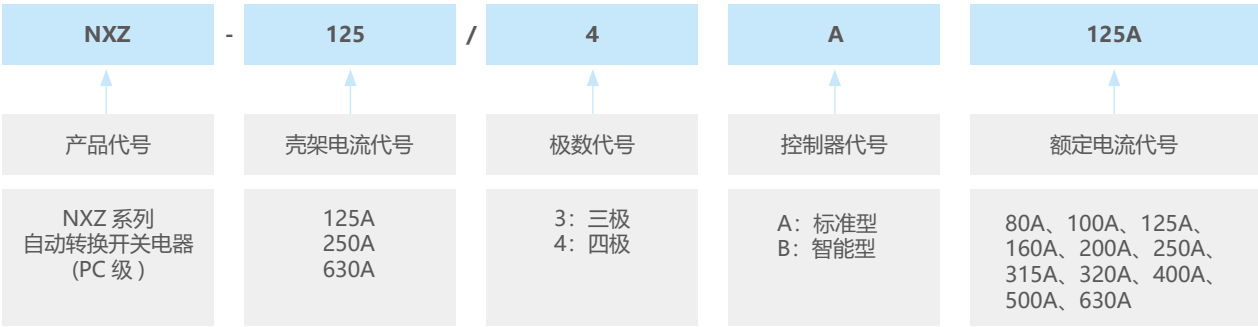 NXZ - 125 / 4 A 125A
产品代号 壳架电流代号 极数代号 控制器代号 额定电流代号
NXZ 系列
自动转换开关电器
(PC 级 )
125A
250A
630A
3：三极
4：四极
A：标准型
B：智能型
80A、100A、125A、
160A、200A、250A、
315A、320A、400A、
500A、630A